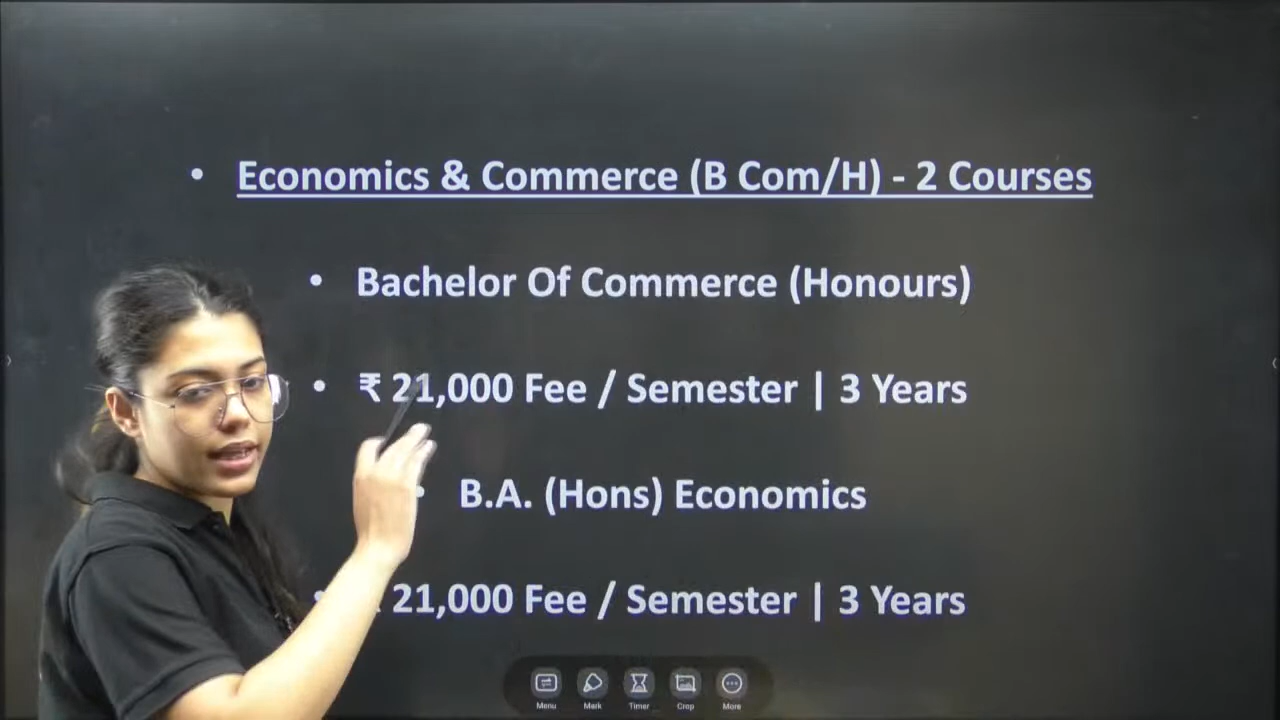 • Economics & Commerce (B Com/H) - 2 Courses
• Bachelor Of Commerce (Honours)
• ₹ 21,000 Fee / Semester | 3 Years
• B.A. (Hons) Economics
• ₹ 21,000 Fee / Semester | 3 Years
Menu Mark Timer Crop More